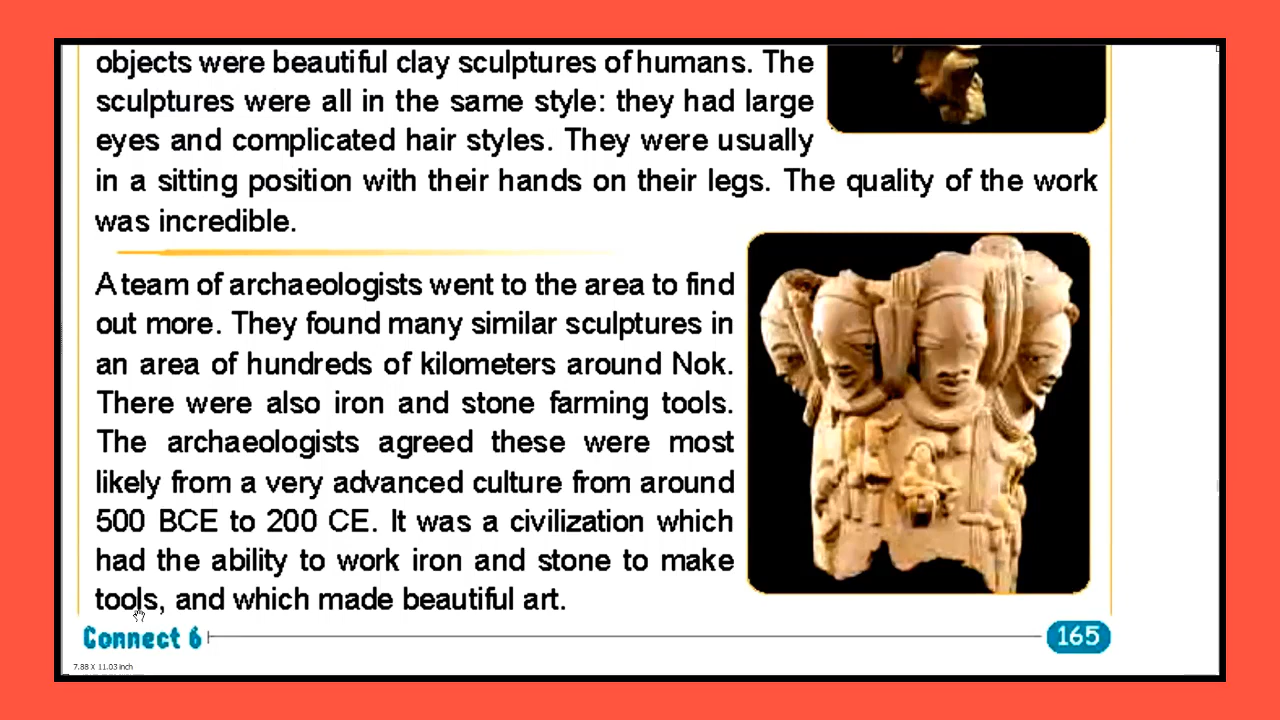 objects were beautiful clay sculptures of humans. The
sculptures were all in the same style: they had large
eyes and complicated hair styles. They were usually
in a sitting position with their hands on their legs. The quality of the work
was incredible.
A team of archaeologists went to the area to find
out more. They found many similar sculptures in
an area of hundreds of kilometers around Nok.
There were also iron and stone farming tools.
The archaeologists agreed these were most
likely from a very advanced culture from around
500 BCE to 200 CE. It was a civilization which
had the ability to work iron and stone to make
tools, and which made beautiful art.
Connect 6
165
7.88 X 11.03 inch